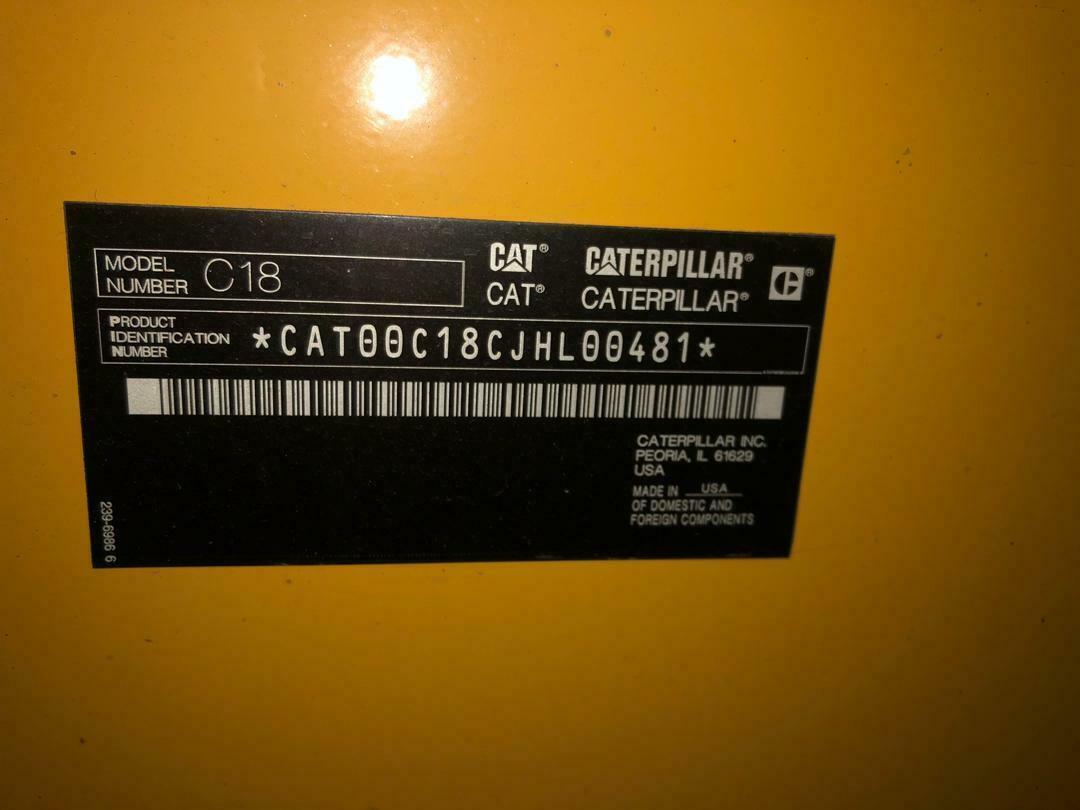 MODEL
NUMBER C18
CAT® CATERPILLAR®
CAT® CATERPILLAR®
PRODUCT
IDENTIFICATION
NUMBER
*CAT00C18CJHL00481*
CATERPILLAR INC.
PEORIA, IL 61629
USA
MADE IN USA
OF DOMESTIC AND
FOREIGN COMPONENTS
239-6986 6